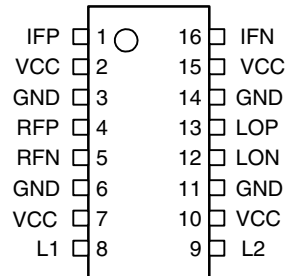 IFP 1 16 IFN
VCC 2 15 VCC
GND 3 14 GND
RFP 4 13 LOP
RFN 5 12 LON
GND 6 11 GND
VCC 7 10 VCC
L1 8 9 L2